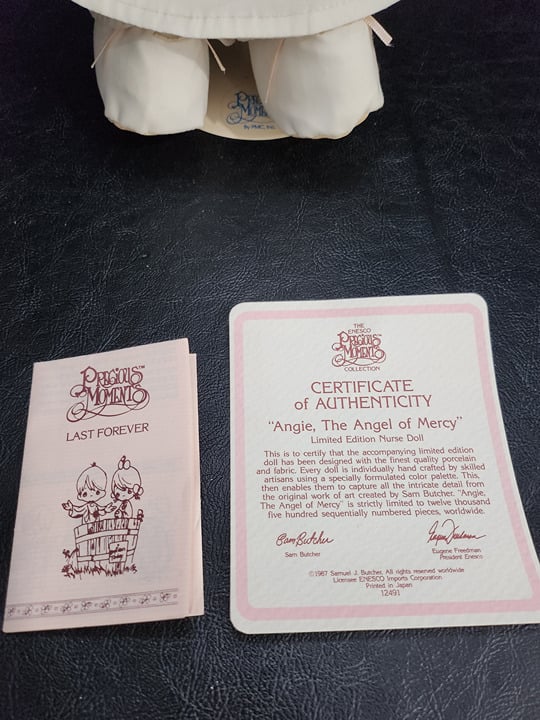 PRECIOUS
MOMENTS
By PMC, Inc.
PRECIOUS™
MOMENTS
LAST FOREVER
THE
ENESCO
PRECIOUS
MOMENTS™
COLLECTION
CERTIFICATE
of AUTHENTICITY
"Angie, The Angel of Mercy"
Limited Edition Nurse Doll
This is to certify that the accompanying limited edition
doll has been designed with the finest quality porcelain
and fabric. Every doll is individually hand crafted by skilled
artisans using a specially formulated color palette. This,
then enables them to capture all the intricate detail from
the original work of art created by Sam Butcher. "Angie,
The Angel of Mercy" is strictly limited to twelve thousand
five hundred sequentially numbered pieces, worldwide.
Sam Butcher
Eugene Freedman
Sam Butcher
Eugene Freedman
President Enesco
©1987 Samuel J. Butcher, All rights reserved worldwide
Licensee ENESCO Imports Corporation
Printed in Japan
12491